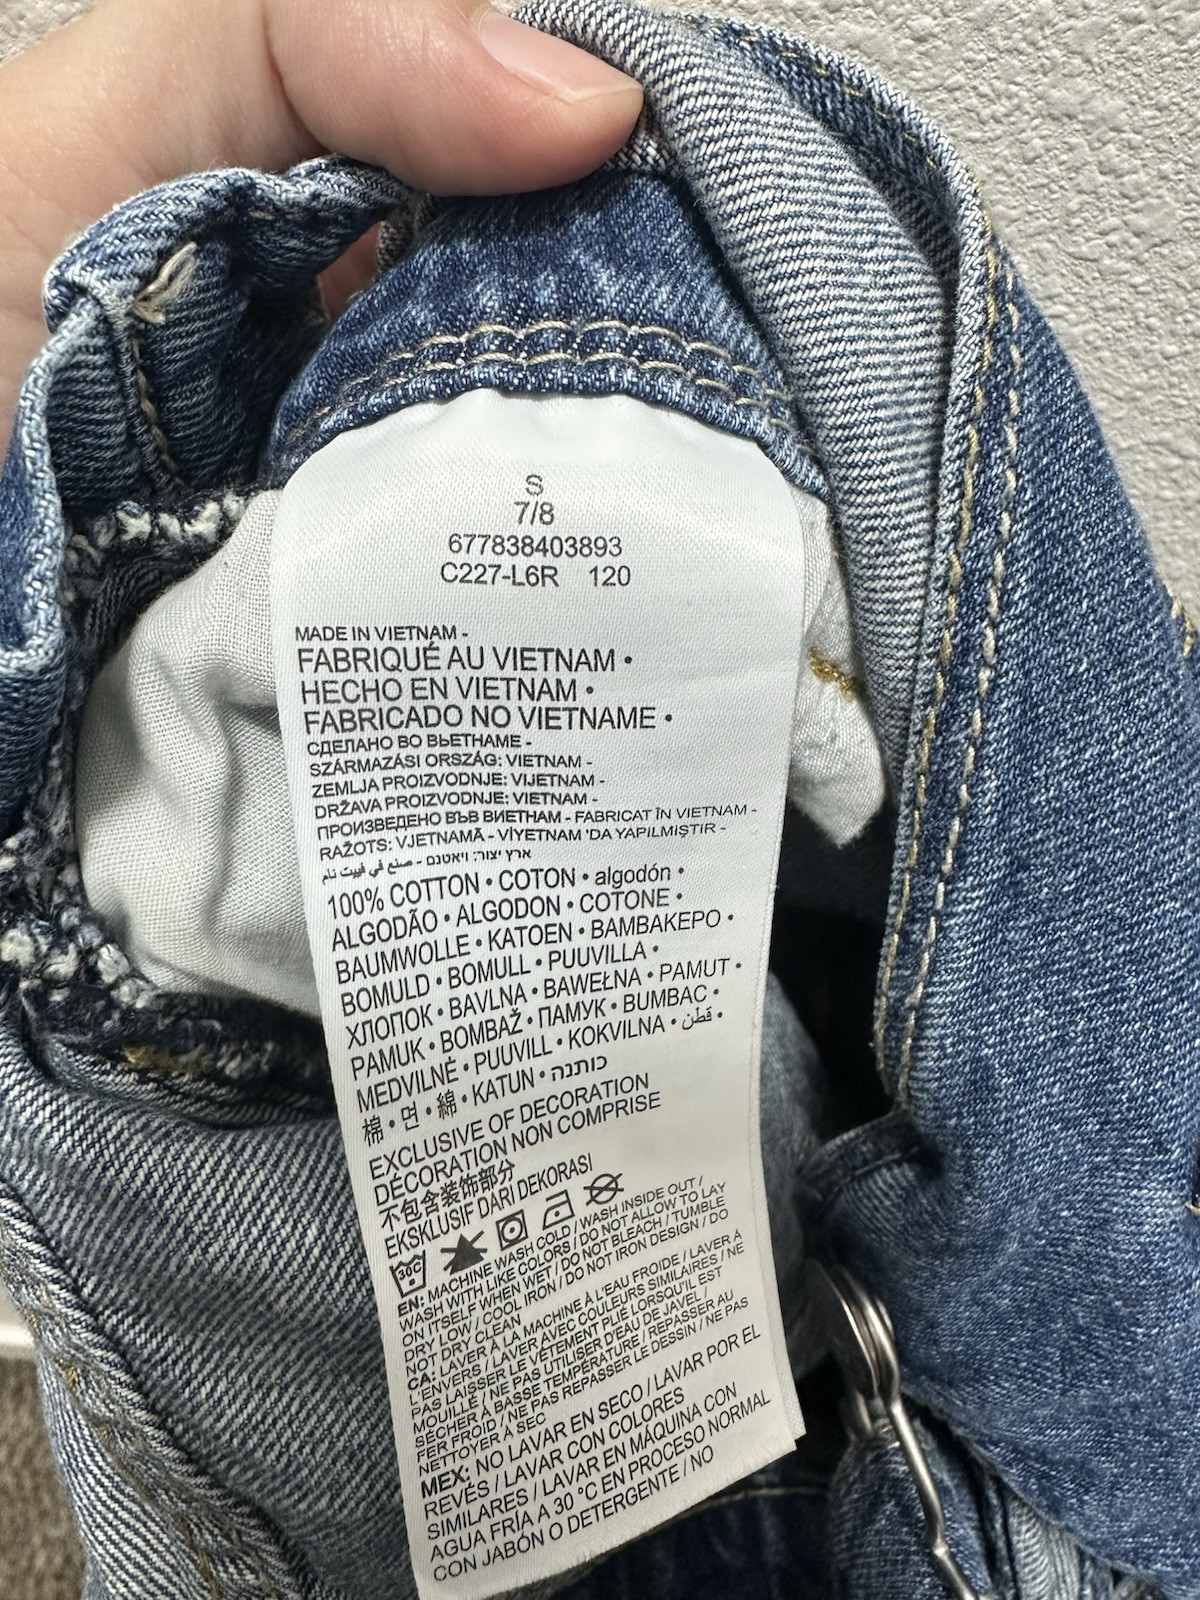 S
7/8
677838403893
C227-L6R 120
MADE IN VIETNAM -
FABRIQUÉ AU VIETNAM •
HECHO EN VIETNAM •
FABRICADO NO VIETNAME •
СДЕЛАНО ВО ВЬЕТНАМЕ -
SZÁRMAZÁSI ORSZÁG: VIETNAM -
ZEMLJA PROIZVODNJE: VIJETNAM -
DRŽAVA PROIZVODNJE: VIETNAM -
ПРОИЗВЕДЕНО ВЪВ ВИЕТНАМ - FABRICAT ÎN VIETNAM -
RAŽOTS: VJETNAMĀ - VİYETNAM 'DA YAPILMIŞTIR -
ארץ יצור: ויאטנם - صنع في فييت نام
100% COTTON • COTON • algodón •
ALGODÃO • ALGODON • COTONE •
BAUMWOLLE • KATOEN • ΒΑΜΒΑΚΕΡΟ •
BOMULD • BOMULL • PUUVILLA •
ХЛОПОК • BAVLNA • BAWEŁNA • PAMUT •
PAMUK • BOMBAŽ • ПАМУК • BUMBAC •
MEDVILNĖ • PUUVILL • KOKVILNA • قطن •
棉 • 면 • 綿 • KATUN • כותנה
EXCLUSIVE OF DECORATION
DÉCORATION NON COMPRISE
不包含装饰部分
EKSKLUSIF DARI DEKORASI
30C
EN: MACHINE WASH COLD / WASH INSIDE OUT /
WASH WITH LIKE COLORS / DO NOT ALLOW TO LAY
ON ITSELF WHEN WET / DO NOT BLEACH / TUMBLE
DRY LOW / COOL IRON / DO NOT IRON DESIGN / DO
NOT DRY CLEAN
CA: LAVER À LA MACHINE À L'EAU FROIDE / LAVER À
L'ENVERS / LAVER AVEC COULEURS SIMILAIRES / NE
PAS LAISSER LE VÊTEMENT PLIÉ LORSQU'IL EST
MOUILLÉ / NE PAS UTILISER D'EAU DE JAVEL /
SÉCHER À BASSE TEMPÉRATURE / REPASSER AU
FER FROID / NE PAS REPASSER LE DESSIN / NE PAS
NETTOYER À SEC
MEX: NO LAVAR EN SECO / LAVAR POR EL
REVÉS / LAVAR CON COLORES
SIMILARES / LAVAR EN MÁQUINA CON
AGUA FRÍA A 30 °C EN PROCESO NORMAL
CON JABÓN O DETERGENTE / NO